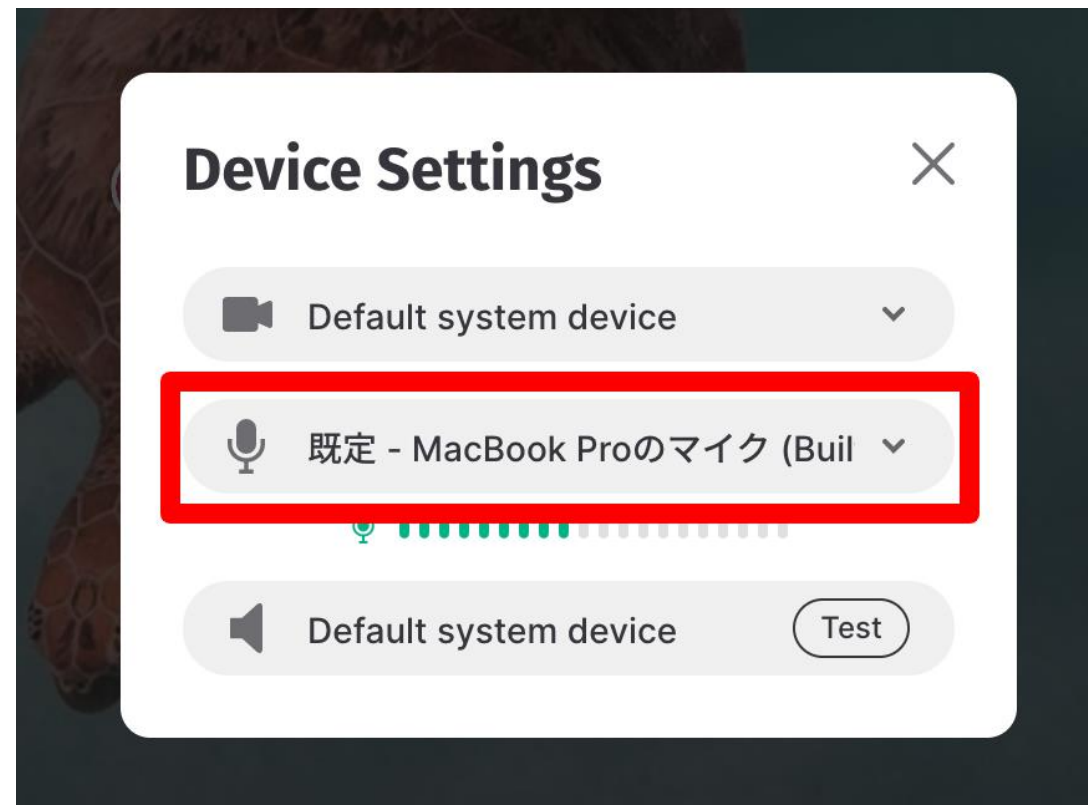 Device Settings
Default system device
既定 - MacBook Proのマイク (Buil
Default system device
Test